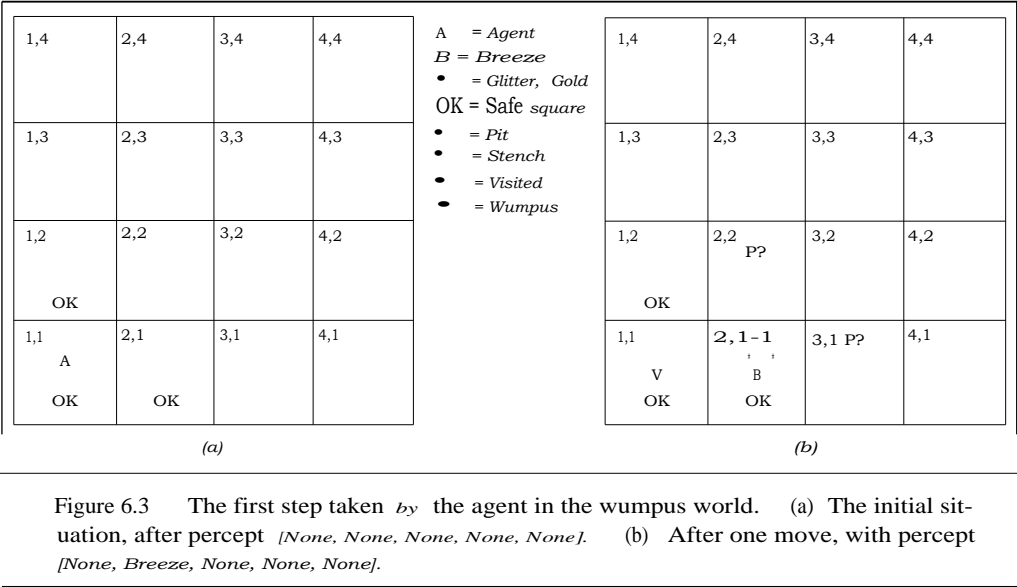 1,4 2,4 3,4 4,4
1,3 2,3 3,3 4,3
1,2 2,2 3,2 4,2
OK
1,1 2,1 3,1 4,1
A
OK OK
(a)
A = Agent
B = Breeze
• = Glitter, Gold
OK = Safe square
• = Pit
• = Stench
• = Visited
• = Wumpus
1,4 2,4 3,4 4,4
1,3 2,3 3,3 4,3
1,2 2,2 3,2 4,2
P?
OK
1,1 2,1-1 3,1 P? 4,1
V B
OK OK
(b)
Figure 6.3 The first step taken by the agent in the wumpus world. (a) The initial sit-
uation, after percept [None, None, None, None, None]. (b) After one move, with percept
[None, Breeze, None, None, None].